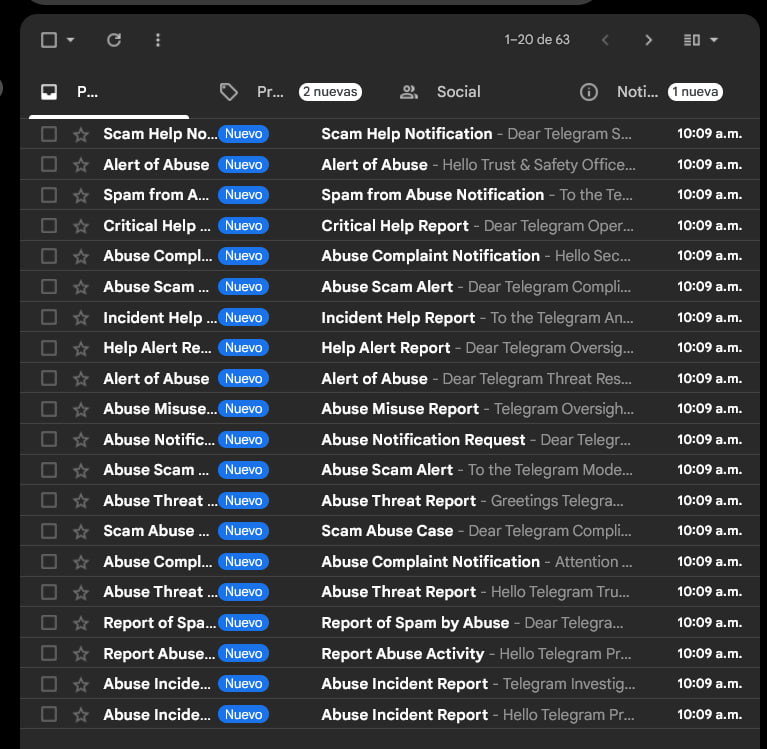 1–20 de 63
P... Pr... 2 nuevas Social Noti... 1 nueva
Scam Help No... Nuevo Scam Help Notification - Dear Telegram S... 10:09 a.m.
Alert of Abuse Nuevo Alert of Abuse - Hello Trust & Safety Office... 10:09 a.m.
Spam from A... Nuevo Spam from Abuse Notification - To the Te... 10:09 a.m.
Critical Help ... Nuevo Critical Help Report - Dear Telegram Oper... 10:09 a.m.
Abuse Compl... Nuevo Abuse Complaint Notification - Hello Sec... 10:09 a.m.
Abuse Scam ... Nuevo Abuse Scam Alert - Dear Telegram Compli... 10:09 a.m.
Incident Help ... Nuevo Incident Help Report - To the Telegram An... 10:09 a.m.
Help Alert Re... Nuevo Help Alert Report - Dear Telegram Oversig... 10:09 a.m.
Alert of Abuse Nuevo Alert of Abuse - Dear Telegram Threat Res... 10:09 a.m.
Abuse Misuse... Nuevo Abuse Misuse Report - Telegram Oversigh... 10:09 a.m.
Abuse Notific... Nuevo Abuse Notification Request - Dear Telegr... 10:09 a.m.
Abuse Scam ... Nuevo Abuse Scam Alert - To the Telegram Mode... 10:09 a.m.
Abuse Threat ... Nuevo Abuse Threat Report - Greetings Telegra... 10:09 a.m.
Scam Abuse ... Nuevo Scam Abuse Case - Dear Telegram Compli... 10:09 a.m.
Abuse Compl... Nuevo Abuse Complaint Notification - Attention ... 10:09 a.m.
Abuse Threat ... Nuevo Abuse Threat Report - Hello Telegram Tru... 10:09 a.m.
Report of Spa... Nuevo Report of Spam by Abuse - Dear Telegra... 10:09 a.m.
Report Abuse... Nuevo Report Abuse Activity - Hello Telegram Pr... 10:09 a.m.
Abuse Incide... Nuevo Abuse Incident Report - Telegram Investig... 10:09 a.m.
Abuse Incide... Nuevo Abuse Incident Report - Hello Telegram Pr... 10:09 a.m.